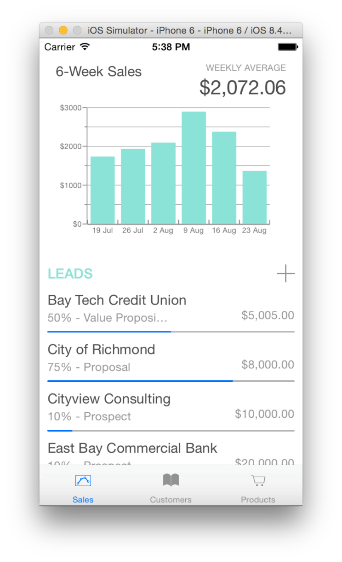 iOS Simulator - iPhone 6 - iPhone 6 / iOS 8.4...
Carrier 5:38 PM
6-Week Sales
WEEKLY AVERAGE
$2,072.06
$3000
$2000
$1000
$0
19 Jul 26 Jul 2 Aug 9 Aug 16 Aug 23 Aug
LEADS
Bay Tech Credit Union
50% - Value Proposi... $5,005.00
City of Richmond
75% - Proposal $8,000.00
Cityview Consulting
10% - Prospect $10,000.00
East Bay Commercial Bank
10% - Prospect $20,000.00
Sales Customers Products